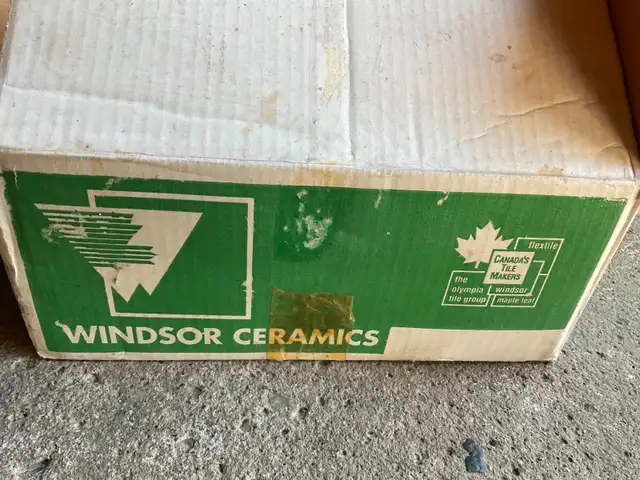 WINDSOR CERAMICS
flextile
CANADA'S
TILE
MAKERS
the
olympia
tile group
windsor
maple leaf